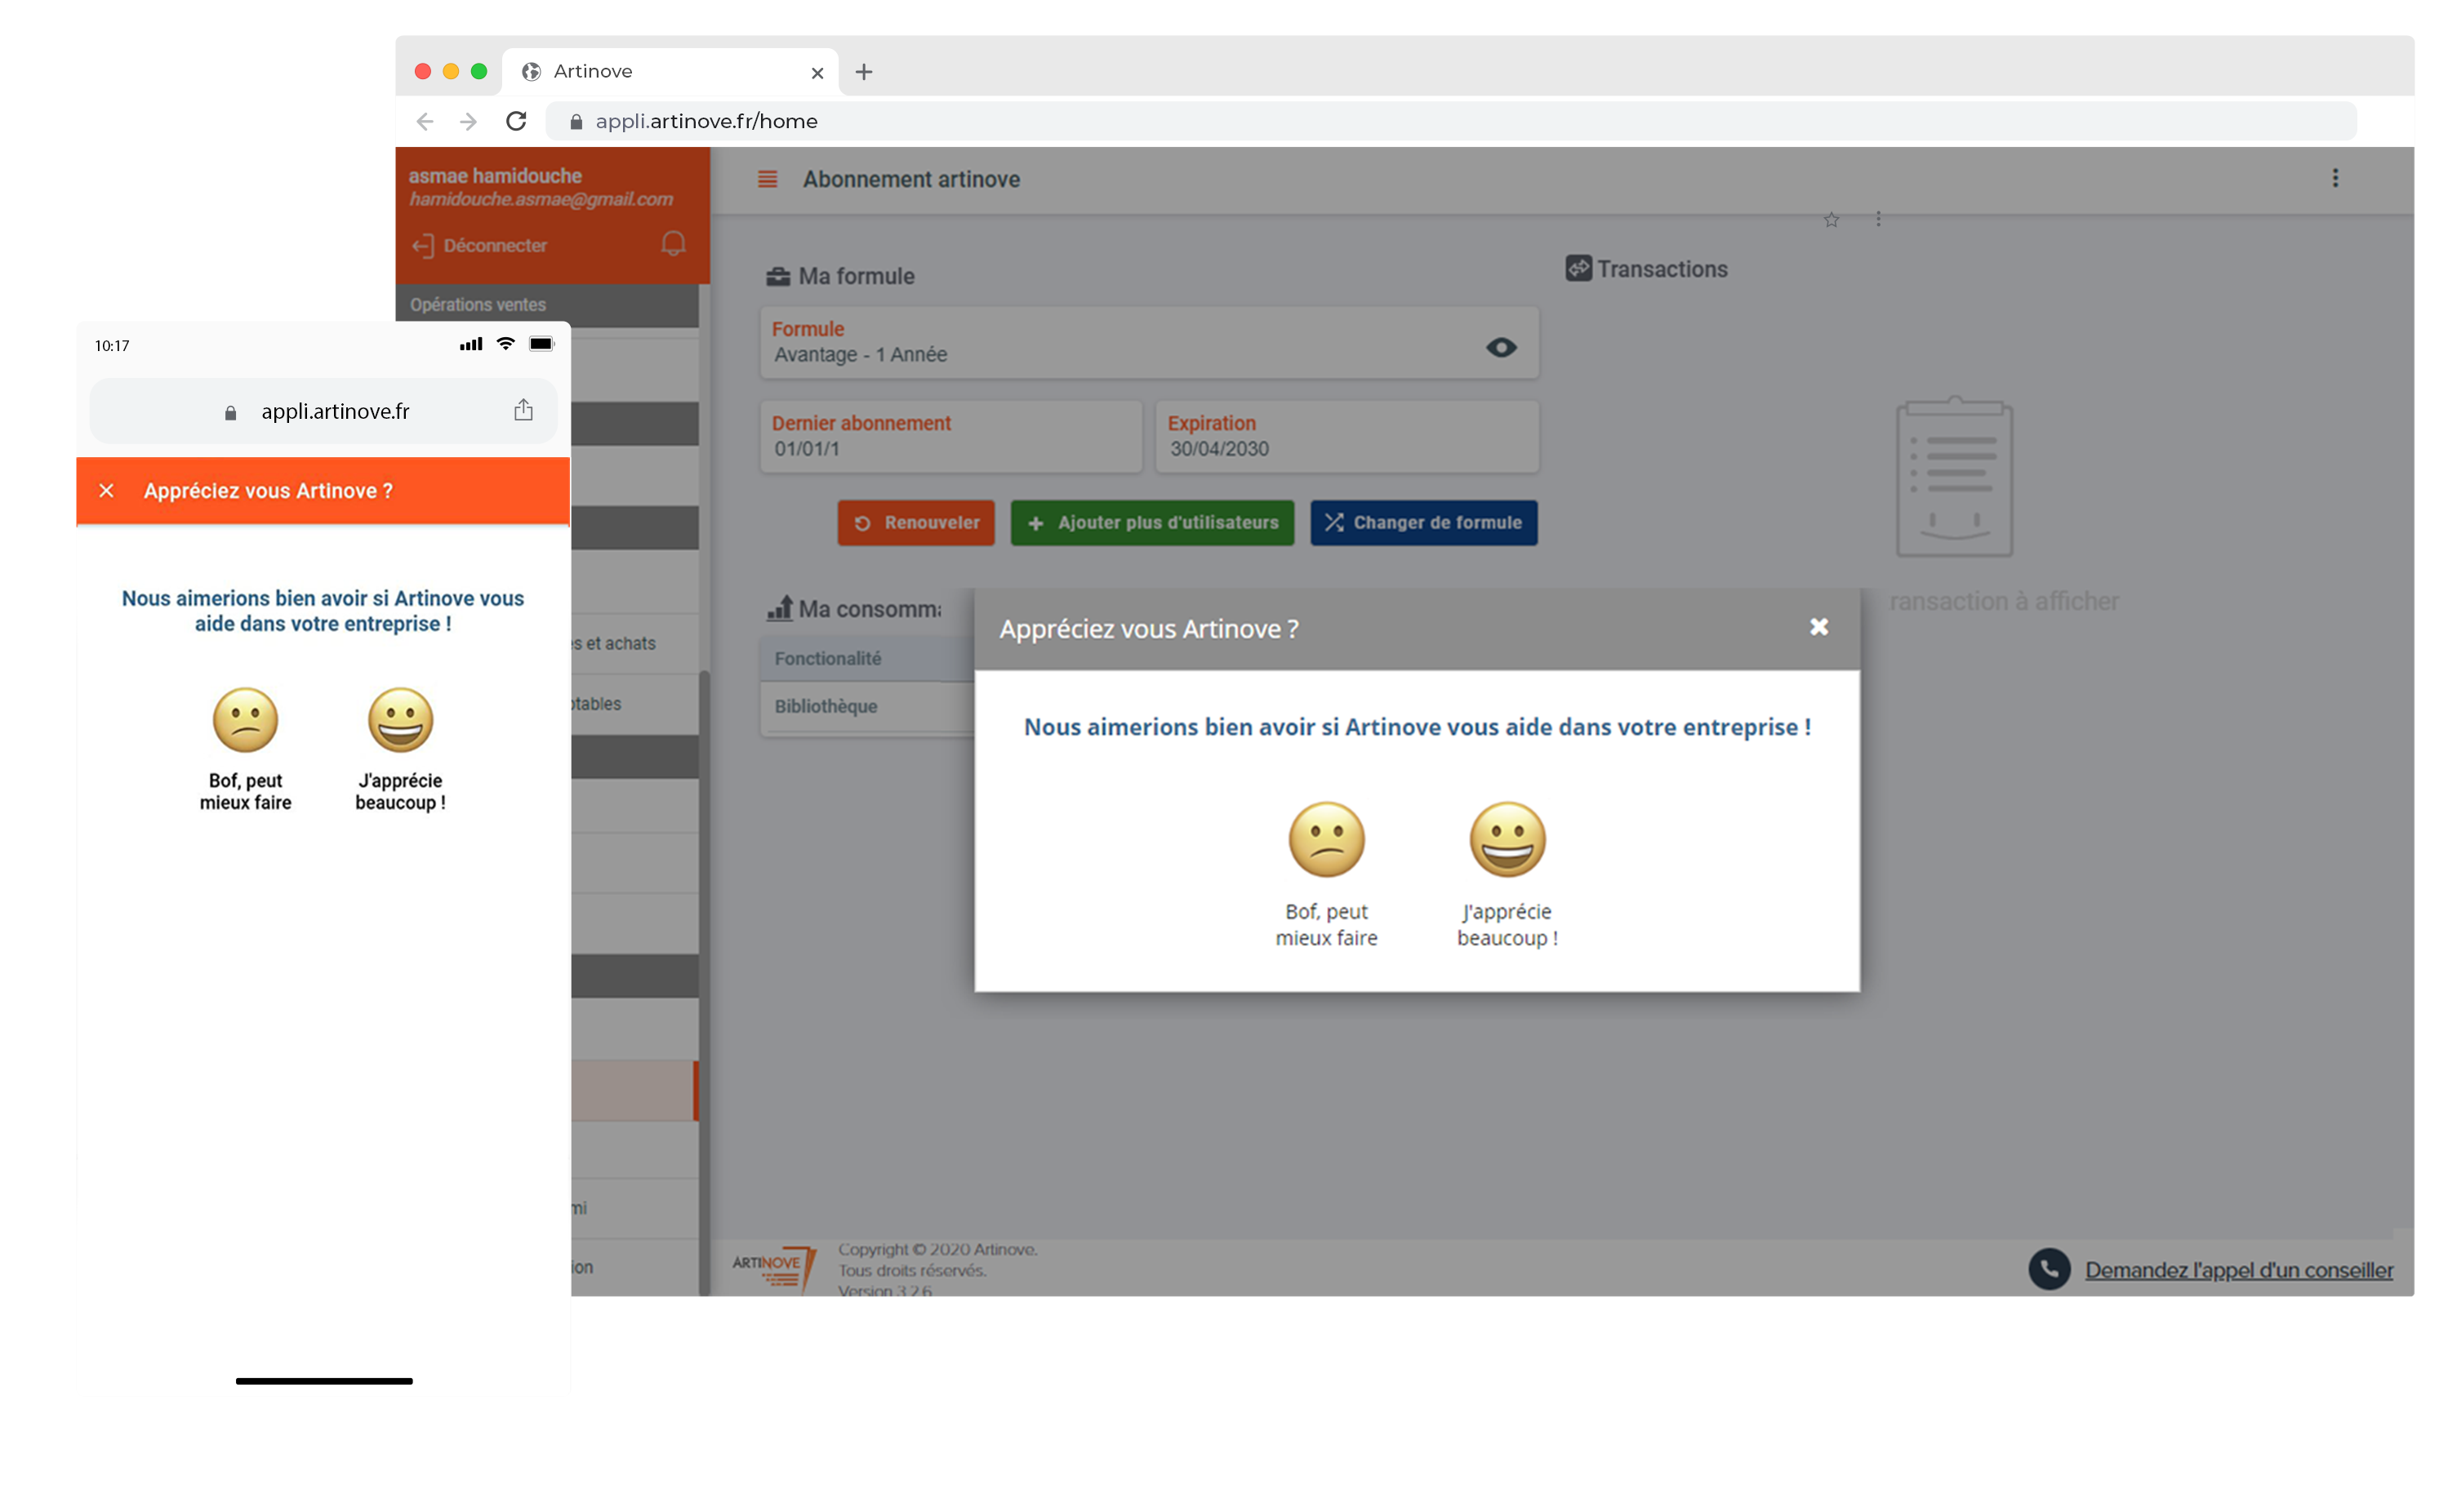 Artinove
appli.artinove.fr/home
asmae hamidouche
hamidouche.asmae@gmail.com
Déconnecter
Opérations ventes
s et achats
tables
mi
ion
Abonnement artinove
Ma formule
Formule
Avantage - 1 Année
Dernier abonnement
01/01/1
Expiration
30/04/2030
Renouveler
Ajouter plus d'utilisateurs
Changer de formule
Transactions
ransaction à afficher
Ma consomm
Fonctionalité
Bibliothèque
Appréciez vous Artinove ?
Nous aimerions bien avoir si Artinove vous aide dans votre entreprise !
Bof, peut
mieux faire
J'apprécie
beaucoup !
ARTINOVE
Copyright © 2020 Artinove.
Tous droits réservés.
Version 3.2.6
Demandez l'appel d'un conseiller
10:17
appli.artinove.fr
Appréciez vous Artinove ?
Nous aimerions bien avoir si Artinove vous
aide dans votre entreprise !
Bof, peut
mieux faire
J'apprécie
beaucoup !